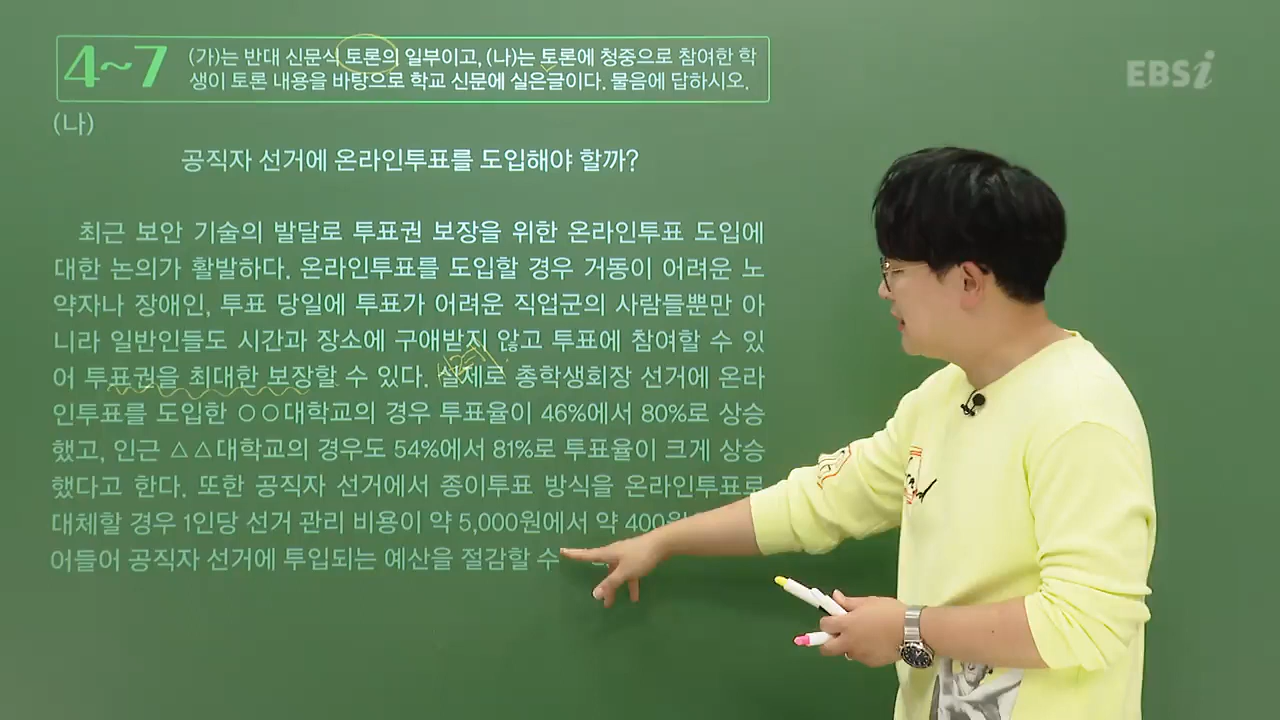 4~7
(가)는 반대 신문식 토론의 일부이고, (나)는 토론에 청중으로 참여한 학
생이 토론 내용을 바탕으로 학교 신문에 실은글이다. 물음에 답하시오.
EBSi
(나)
공직자 선거에 온라인투표를 도입해야 할까?
최근 보안 기술의 발달로 투표권 보장을 위한 온라인투표 도입에
대한 논의가 활발하다. 온라인투표를 도입할 경우 거동이 어려운 노
약자나 장애인, 투표 당일에 투표가 어려운 직업군의 사람들뿐만 아
니라 일반인들도 시간과 장소에 구애받지 않고 투표에 참여할 수 있
어 투표권을 최대한 보장할 수 있다. 실제로 총학생회장 선거에 온라
인투표를 도입한 ○○대학교의 경우 투표율이 46%에서 80%로 상승
했고, 인근 △△대학교의 경우도 54%에서 81%로 투표율이 크게 상승
했다고 한다. 또한 공직자 선거에서 종이투표 방식을 온라인투표로
대체할 경우 1인당 선거 관리 비용이 약 5,000원에서 약 400원
어들어 공직자 선거에 투입되는 예산을 절감할 수